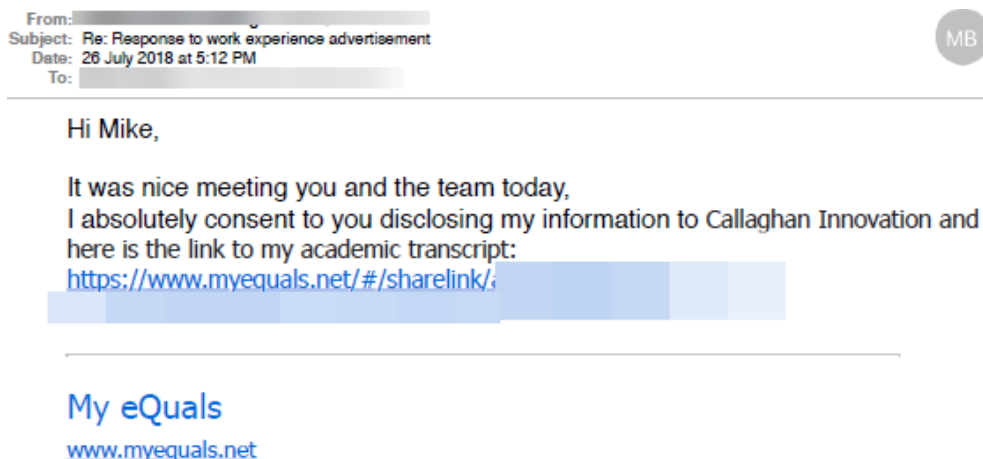 From:
Subject: Re: Response to work experience advertisement
Date: 26 July 2018 at 5:12 PM
To:
MB
Hi Mike,
It was nice meeting you and the team today,
I absolutely consent to you disclosing my information to Callaghan Innovation and
here is the link to my academic transcript:
https://www.myequals.net/#/sharelink/
My eQuals
www.myequals.net